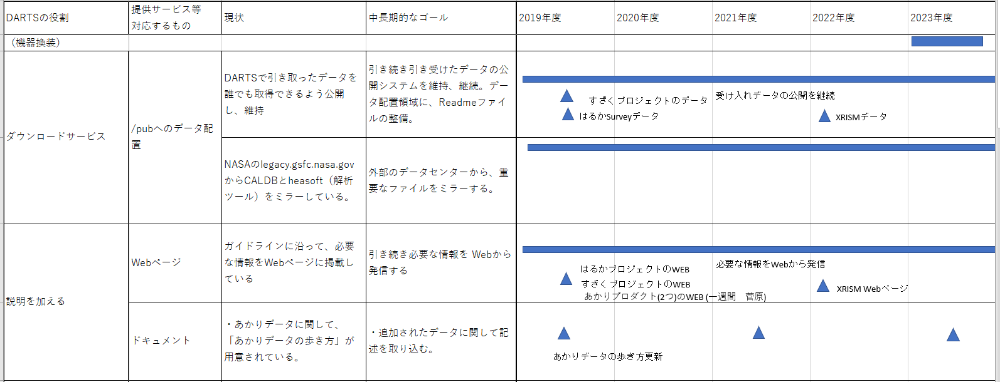 DARTSの役割
提供サービス等
対応するもの
現状
中長期的なゴール
2019年度
2020年度
2021年度
2022年度
2023年度
（機器換装）
ダウンロードサービス
/pubへのデータ配
置
DARTSで引き取ったデータを
誰でも取得できるよう公開
し、維持
引き続き引き受けたデータの公
開システムを維持、継続。デー
タ配置領域に、Readmeファイ
ルの整備。
すざくプロジェクトのデータ
はるかSurveyデータ
受け入れデータの公開を継続
XRISMデータ
NASAのlegacy.gsfc.nasa.gov
からCALDBとheasoft（解析
ツール）をミラーしている。
外部のデータセンターから、重
要なファイルをミラーする。
説明を加える
Webページ
ガイドラインに沿って、必要
な情報をWebページに掲載し
ている
引き続き必要な情報を Webから
発信する
はるかプロジェクトのWEB
すざくプロジェクトのWEB
あかりプロダクト(2つ)のWEB (一週間　菅原)
必要な情報をWebから発信
XRISM Webページ
ドキュメント
・あかりデータに関して、
「あかりデータの歩き方」が
用意されている。
・追加されたデータに関して記
述を取り込む。
あかりデータの歩き方更新